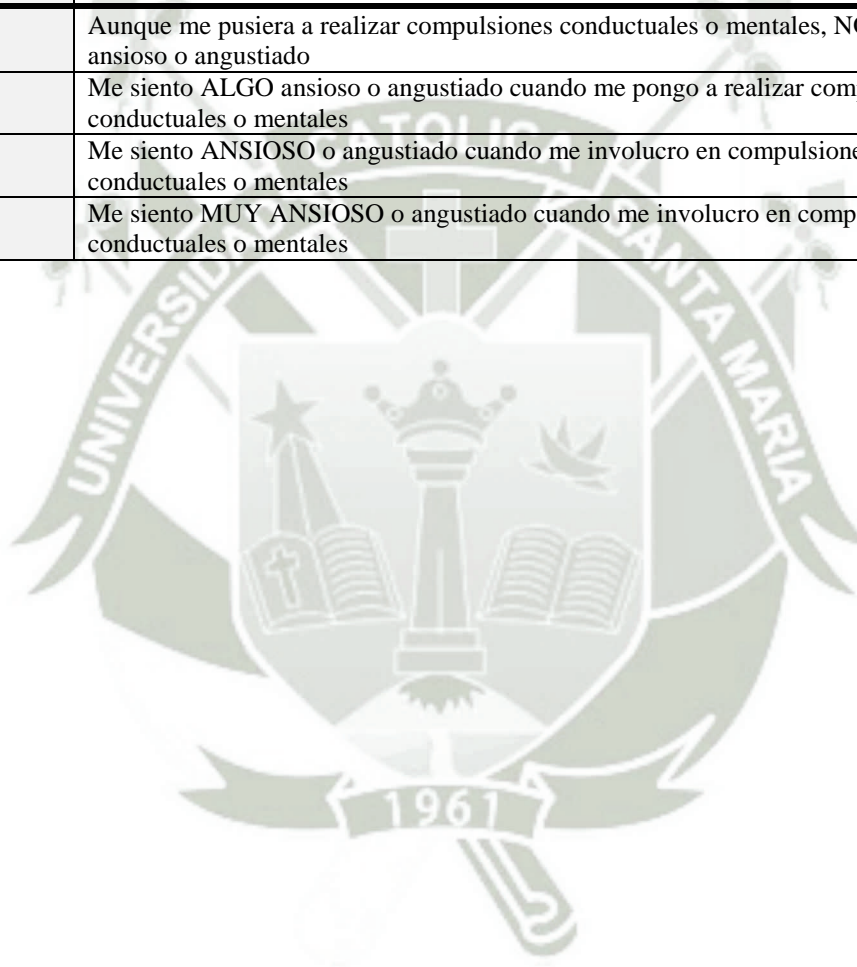 Aunque me pusiera a realizar compulsiones conductuales o mentales,
ansioso o angustiado
Me siento ALGO ansioso o angustiado cuando me pongo a realizar
conductuales o mentales
Me siento ANSIOSO o angustiado cuando me involucro en
conductuales o mentales
Me siento MUY ANSIOSO o angustiado cuando me involucro en
conductuales o mentales
UNIVERSIDAD CATOLICA SANTA MARIA
1961